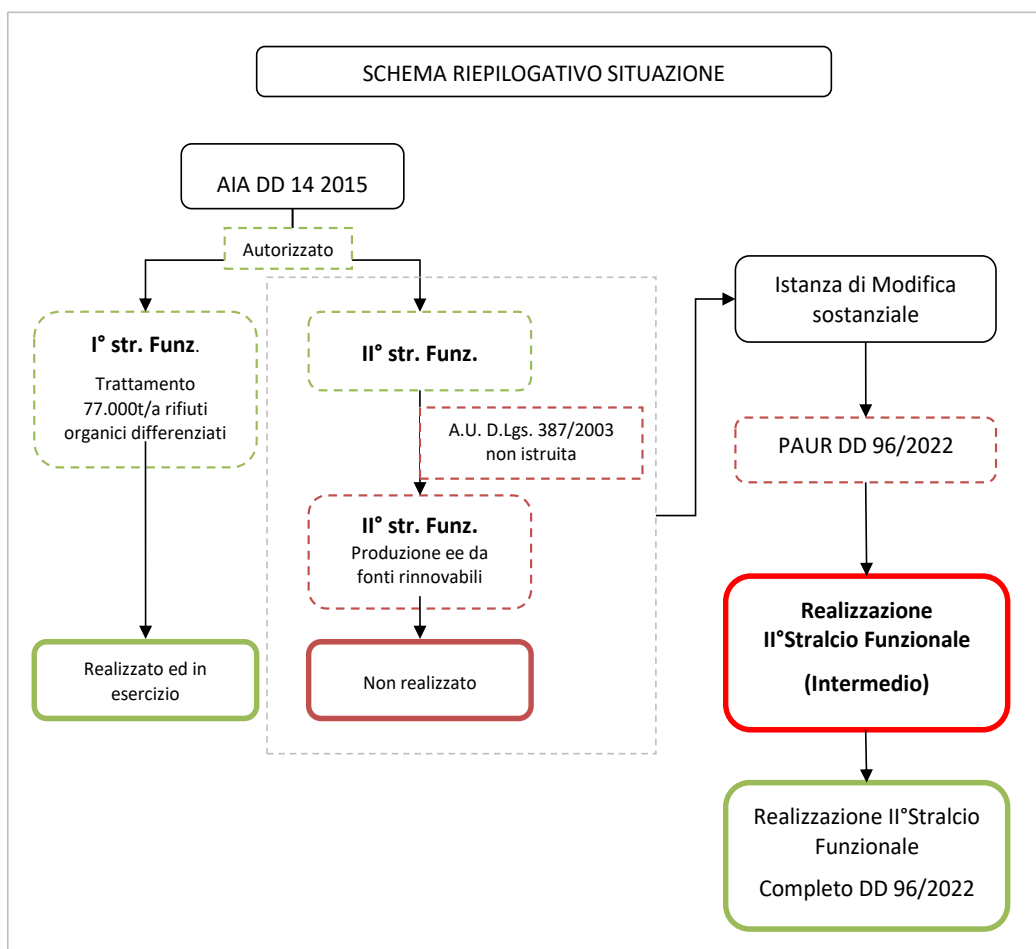 SCHEMA RIEPILOGATIVO SITUAZIONE
AIA DD 14 2015
Autorizzato
I° str. Funz.
Trattamento
77.000t/a rifiuti
organici differenziati
Realizzato ed in
esercizio
II° str. Funz.
A.U. D.Lgs. 387/2003
non istruita
II° str. Funz.
Produzione ee da
fonti rinnovabili
Non realizzato
Istanza di Modifica
sostanziale
PAUR DD 96/2022
Realizzazione
II°Stralcio Funzionale
(Intermedio)
Realizzazione II°Stralcio
Funzionale
Completo DD 96/2022